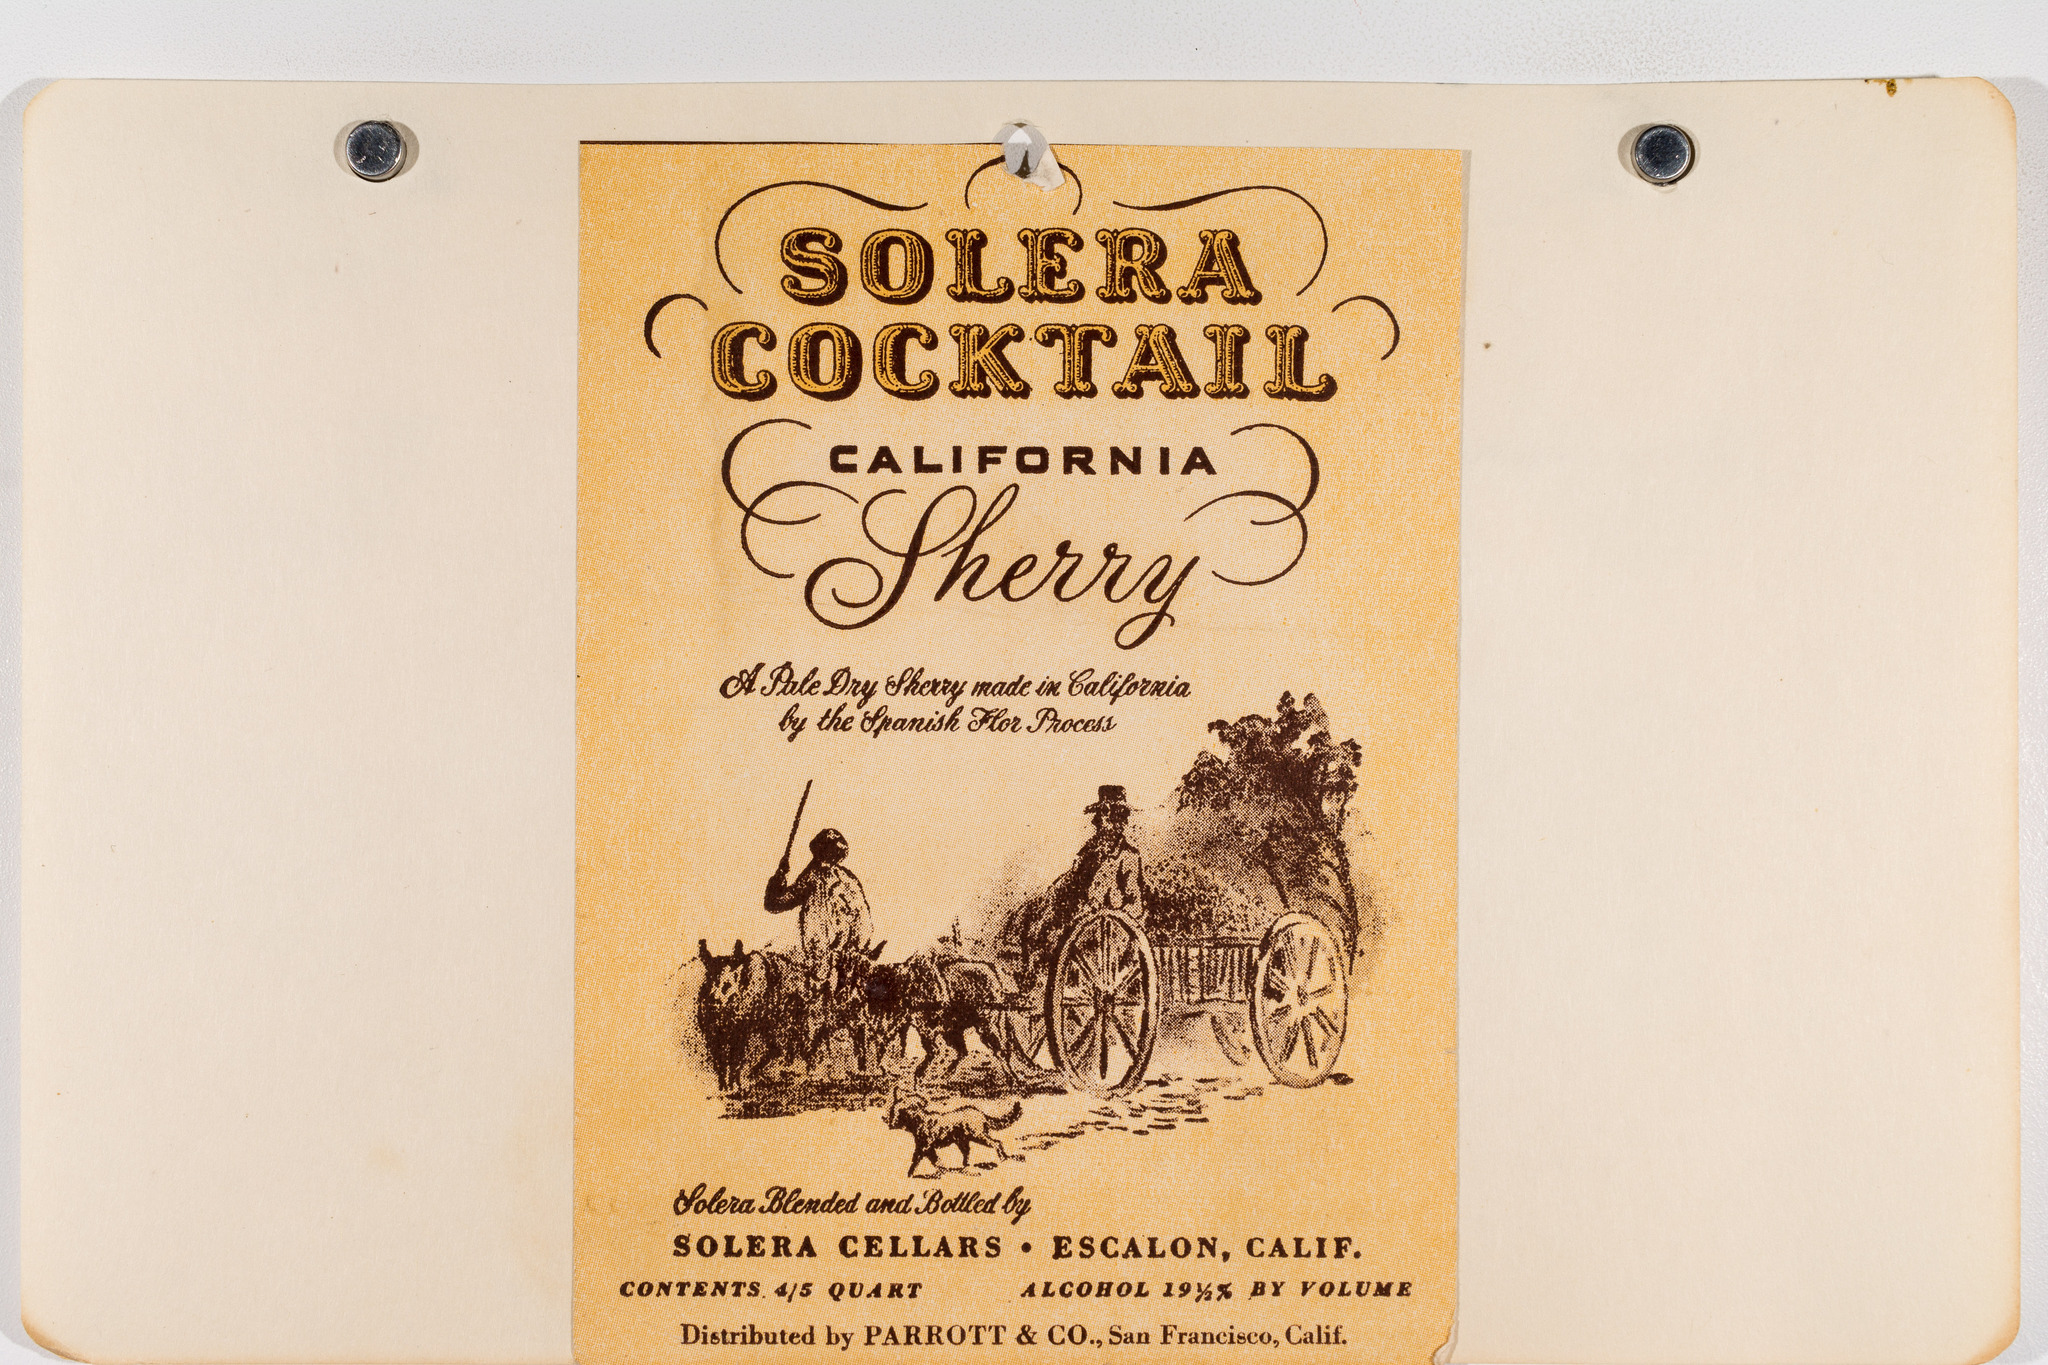 SOLERA
COCKTAIL
CALIFORNIA
Sherry
A Pale Dry Sherry made in California
by the Spanish Flor Process
Solera Blended and Bottled by
SOLERA CELLARS • ESCALON, CALIF.
CONTENTS 4/5 QUART ALCOHOL 19½% BY VOLUME
Distributed by PARROTT & CO., San Francisco, Calif.